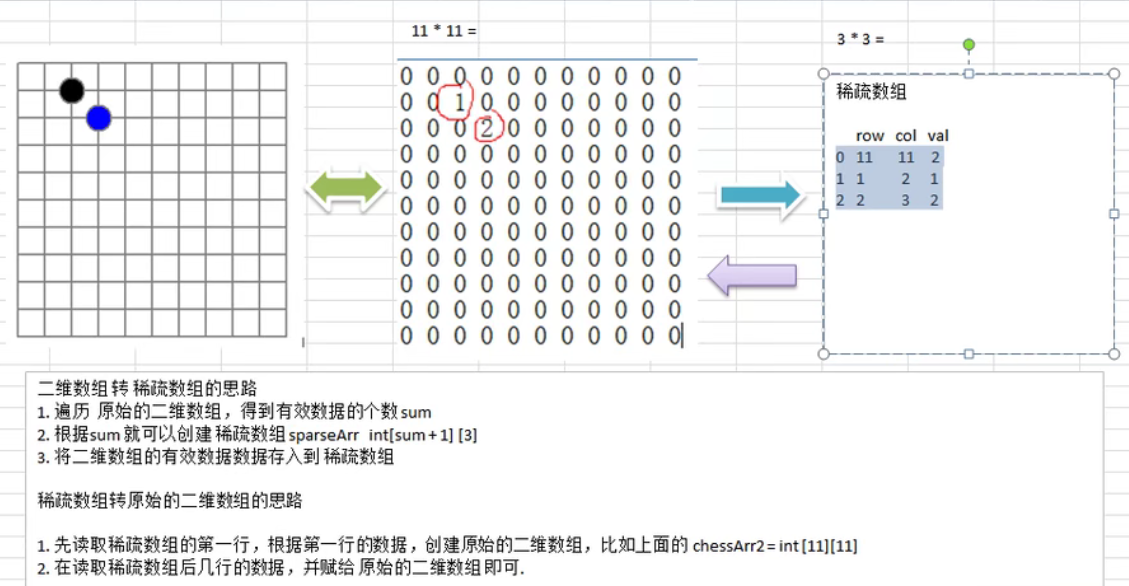 11 * 11 =
0 0 0 0 0 0 0 0 0 0 0
0 0 1 0 0 0 0 0 0 0 0
0 0 0 2 0 0 0 0 0 0 0
0 0 0 0 0 0 0 0 0 0 0
0 0 0 0 0 0 0 0 0 0 0
0 0 0 0 0 0 0 0 0 0 0
0 0 0 0 0 0 0 0 0 0 0
0 0 0 0 0 0 0 0 0 0 0
0 0 0 0 0 0 0 0 0 0 0
0 0 0 0 0 0 0 0 0 0 0
0 0 0 0 0 0 0 0 0 0 0
3 * 3 =
稀疏数组
row col val
0 11 11 2
1 1 2 1
2 2 3 2
二维数组 转 稀疏数组的思路
1. 遍历 原始的二维数组，得到有效数据的个数 sum
2. 根据sum 就可以创建 稀疏数组 sparseArr int[sum + 1] [3]
3. 将二维数组的有效数据数据存入到 稀疏数组
稀疏数组转原始的二维数组的思路
1. 先读取稀疏数组的第一行，根据第一行的数据，创建原始的二维数组，比如上面的 chessArr2 = int [11][11]
2. 在读取稀疏数组后几行的数据，并赋给 原始的二维数组 即可.